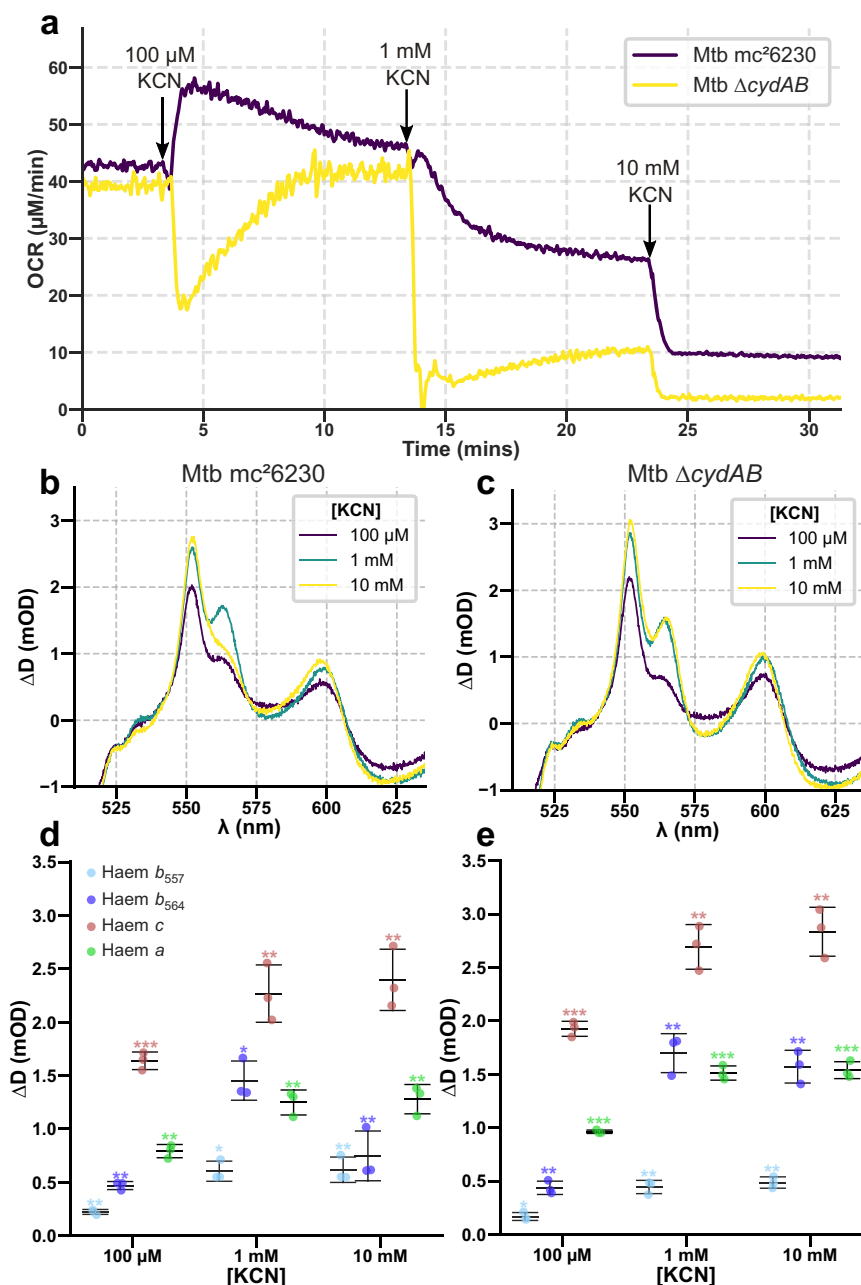 a
100 µM
KCN
1 mM
KCN
10 mM
KCN
Mtb mc²6230
Mtb ΔcydAB
OCR (µM/min)
60
50
40
30
20
10
0
0 5 10 15 20 25 30
Time (mins)
b
Mtb mc²6230
[KCN]
100 µM
1 mM
10 mM
ΔD (mOD)
3
2
1
0
−1
525 550 575 600 625
λ (nm)
c
Mtb ΔcydAB
[KCN]
100 µM
1 mM
10 mM
ΔD (mOD)
3
2
1
0
−1
525 550 575 600 625
λ (nm)
d
Haem b557
Haem b564
Haem c
Haem a
ΔD (mOD)
3.5
3.0
2.5
2.0
1.5
1.0
0.5
0.0
** ** *** **
* * ** **
** ** ** **
100 µM 1 mM 10 mM
[KCN]
e
ΔD (mOD)
3.5
3.0
2.5
2.0
1.5
1.0
0.5
0.0
* ** *** ***
** ** ** ***
** ** ** ***
100 µM 1 mM 10 mM
[KCN]